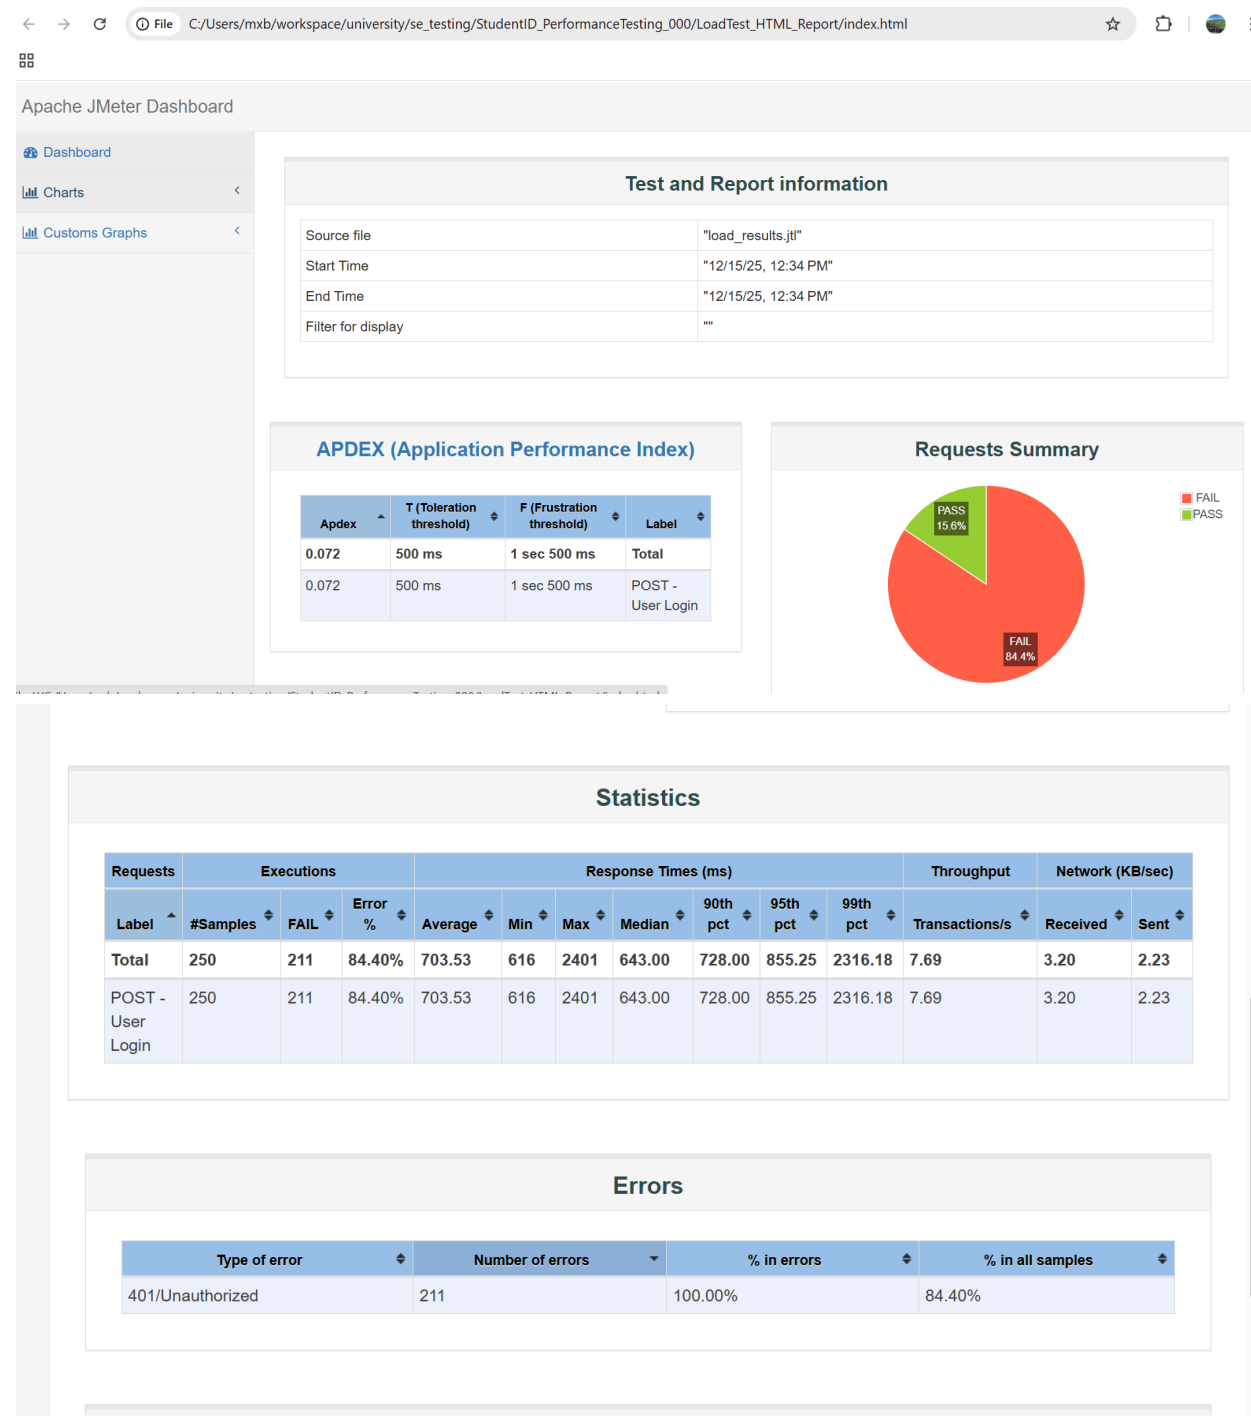 File C:/Users/mxb/workspace/university/se_testing/StudentID_PerformanceTesting_000/LoadTest_HTML_Report/index.html
Apache JMeter Dashboard
Dashboard
Charts
Customs Graphs
Test and Report information
Source file "load_results.jtl"
Start Time "12/15/25, 12:34 PM"
End Time "12/15/25, 12:34 PM"
Filter for display ""
APDEX (Application Performance Index)
Apdex T (Toleration threshold) F (Frustration threshold) Label
0.072 500 ms 1 sec 500 ms Total
0.072 500 ms 1 sec 500 ms POST - User Login
Requests Summary
FAIL
PASS
PASS
15.6%
FAIL
84.4%
Statistics
Requests Executions Response Times (ms) Throughput Network (KB/sec)
Label #Samples FAIL Error % Average Min Max Median 90th pct 95th pct 99th pct Transactions/s Received Sent
Total 250 211 84.40% 703.53 616 2401 643.00 728.00 855.25 2316.18 7.69 3.20 2.23
POST - User Login 250 211 84.40% 703.53 616 2401 643.00 728.00 855.25 2316.18 7.69 3.20 2.23
Errors
Type of error Number of errors % in errors % in all samples
401/Unauthorized 211 100.00% 84.40%